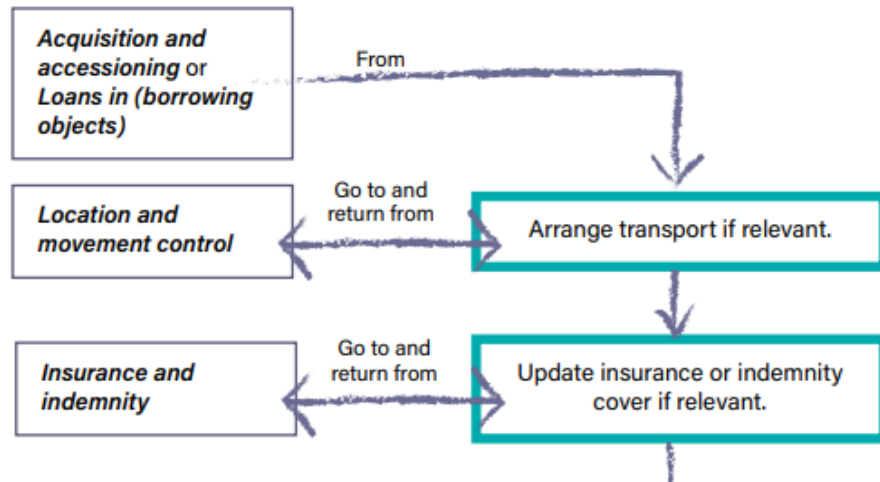 Acquisition and
accessioning or
Loans in (borrowing
objects)
From
Location and
movement control
Go to and
return from
Arrange transport if relevant.
Insurance and
indemnity
Go to and
return from
Update insurance or indemnity
cover if relevant.